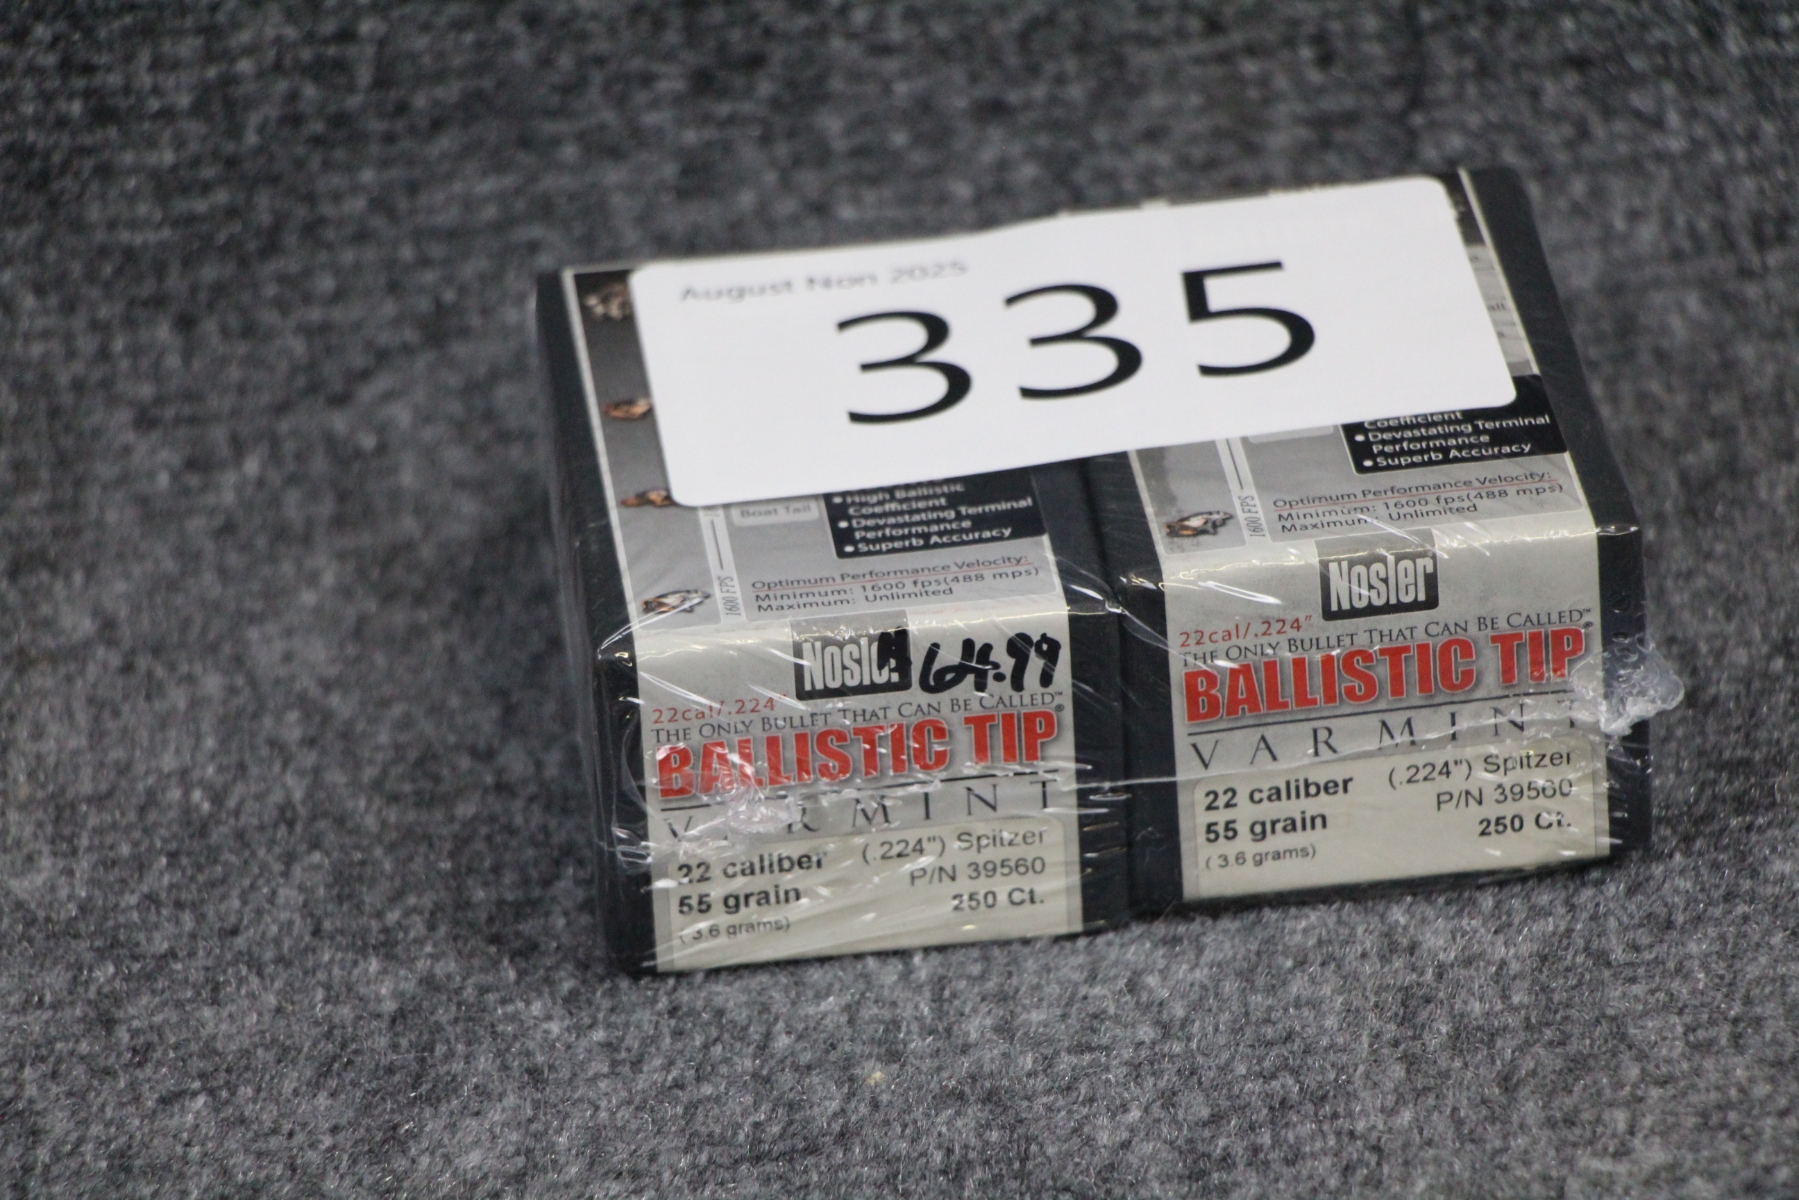 August Non 2025
335
High Ballistic
Coefficient
Devastating Terminal
Performance
Superb Accuracy
Boat Tail
1600 FPS
Optimum Performance Velocity:
Minimum: 1600 fps(488 mps)
Maximum: Unlimited
64.99
22cal/.224"
THE ONLY BULLET THAT CAN BE CALLED™
BALLISTIC TIP®
VARMINT
22 caliber (.224") Spitzer
55 grain P/N 39560
(3.6 grams) 250 Ct.
Coefficient
Devastating Terminal
Performance
Superb Accuracy
1600 FPS
Optimum Performance Velocity:
Minimum: 1600 fps(488 mps)
Maximum: Unlimited
Nosler
22cal/.224"
THE ONLY BULLET THAT CAN BE CALLED™
BALLISTIC TIP®
VARMINT
22 caliber (.224") Spitzer
55 grain P/N 39560
(3.6 grams) 250 Ct.